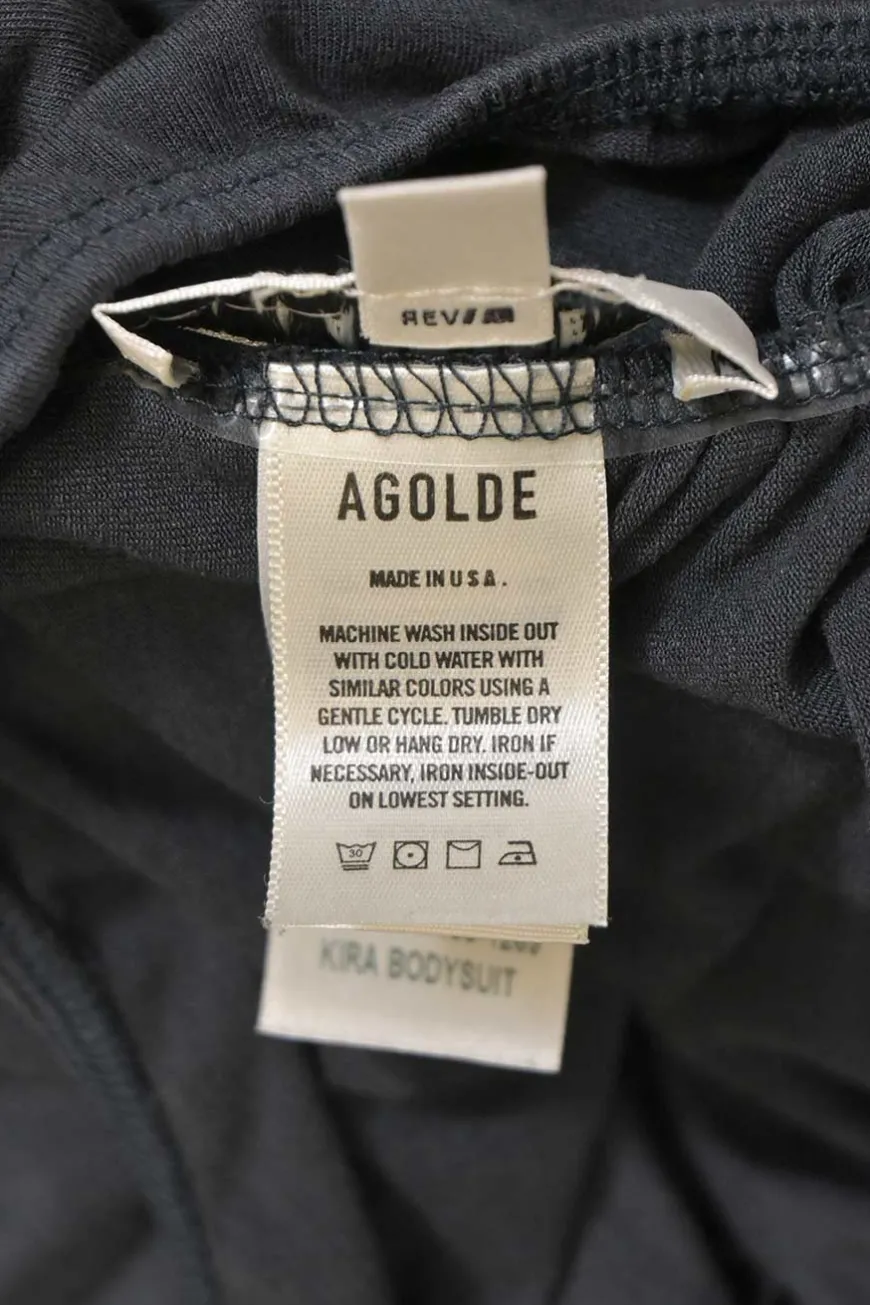 REV
AGOLDE
MADE IN U S A .
MACHINE WASH INSIDE OUT
WITH COLD WATER WITH
SIMILAR COLORS USING A
GENTLE CYCLE. TUMBLE DRY
LOW OR HANG DRY. IRON IF
NECESSARY, IRON INSIDE-OUT
ON LOWEST SETTING.
30
KIRA BODYSUIT